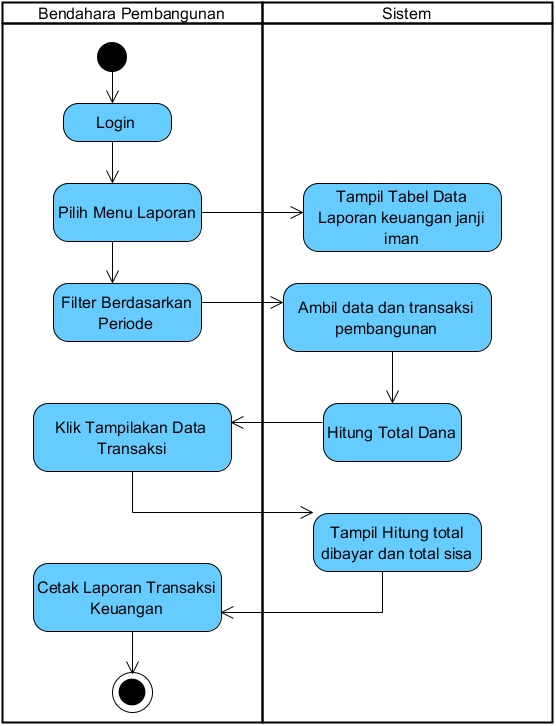 Bendahara Pembangunan
Sistem
Login
Pilih Menu Laporan
Tampil Tabel Data
Laporan keuangan janji
iman
Filter Berdasarkan
Periode
Ambil data dan transaksi
pembangunan
Hitung Total Dana
Klik Tampilakan Data
Transaksi
Tampil Hitung total
dibayar dan total sisa
Cetak Laporan Transaksi
Keuangan